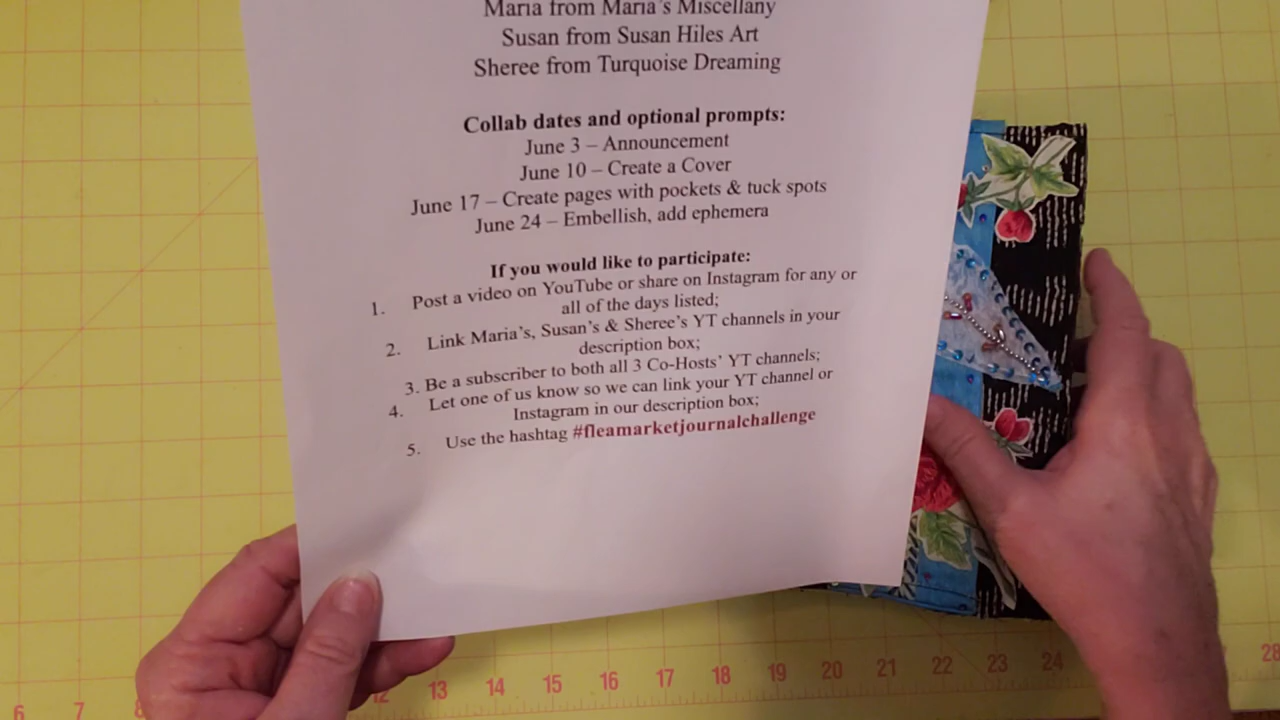 Maria from Maria's Miscellany
Susan from Susan Hiles Art
Sheree from Turquoise Dreaming
Collab dates and optional prompts:
June 3 – Announcement
June 10 – Create a Cover
June 17 – Create pages with pockets & tuck spots
June 24 – Embellish, add ephemera
If you would like to participate:
1. Post a video on YouTube or share on Instagram for any or
all of the days listed;
2. Link Maria's, Susan's & Sheree's YT channels in your
description box;
3. Be a subscriber to both all 3 Co-Hosts' YT channels;
4. Let one of us know so we can link your YT channel or
Instagram in our description box;
5. Use the hashtag #fleamarketjournalchallenge
6 7 8 12 13 14 15 16 17 18 19 20 21 22 23 24 28